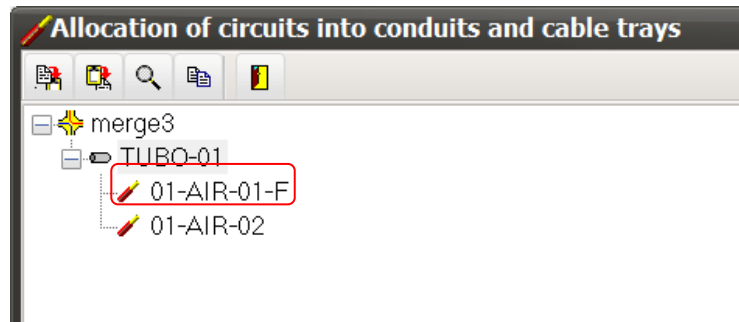 Allocation of circuits into conduits and cable trays
merge3
TUBO-01
01-AIR-01-F
01-AIR-02